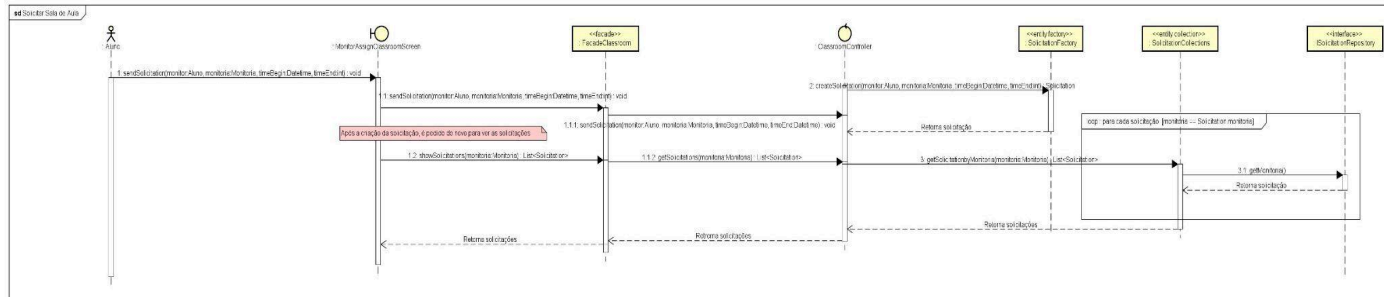 sd Solicitar Sala de Aula
: Aluno
: MonitorAssignClassroomScreen
<<facade>>
: FacadeClassroom
ClassroomController
<<entity factory>>
: SolicitationFactory
<<entity collection>>
: SolicitationCollections
<<interface>>
ISolicitationRepository
1: sendSolicitation(monitor:Aluno, monitoria:Monitoria, timeBegin:Datetime, timeEnd:int) : void
2: createSolicitation(monitor:Aluno, monitoria:Monitoria, timeBegin:Datetime, timeEnd:int) : Solicitation
1.1: sendSolicitation(monitor:Aluno, monitoria:Monitoria, timeBegin:Datetime, timeEnd:int) : void
1.1.1: sendSolicitation(monitor:Aluno, monitoria:Monitoria, timeBegin:Datetime, timeEnd:Datetime) : void
Retorna solicitação
loop : para cada solicitação [monitoria == Solicitation.monitoria]
Após a criação da solicitação, é pedido de novo para ver as solicitações
1.2: showSolicitations(monitoria:Monitoria) : List<Solicitation>
1.1.2: getSolicitations(monitoria:Monitoria) : List<Solicitation>
3: getSolicitationbyMonitoria(monitoria:Monitoria) : List<Solicitation>
3.1: getMonitoria()
Retorna solicitação
Retorna solicitações
Retroma solicitações
Retorna solicitações